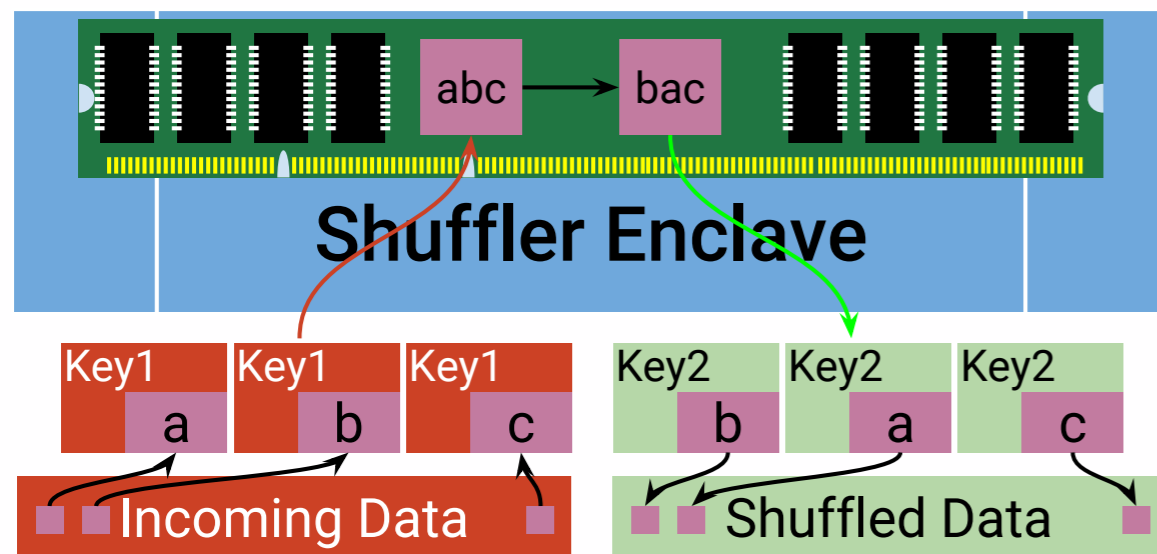 abc bac
Shuffler Enclave
Key1 Key1 Key1 Key2 Key2 Key2
a b c b a c
Incoming Data Shuffled Data